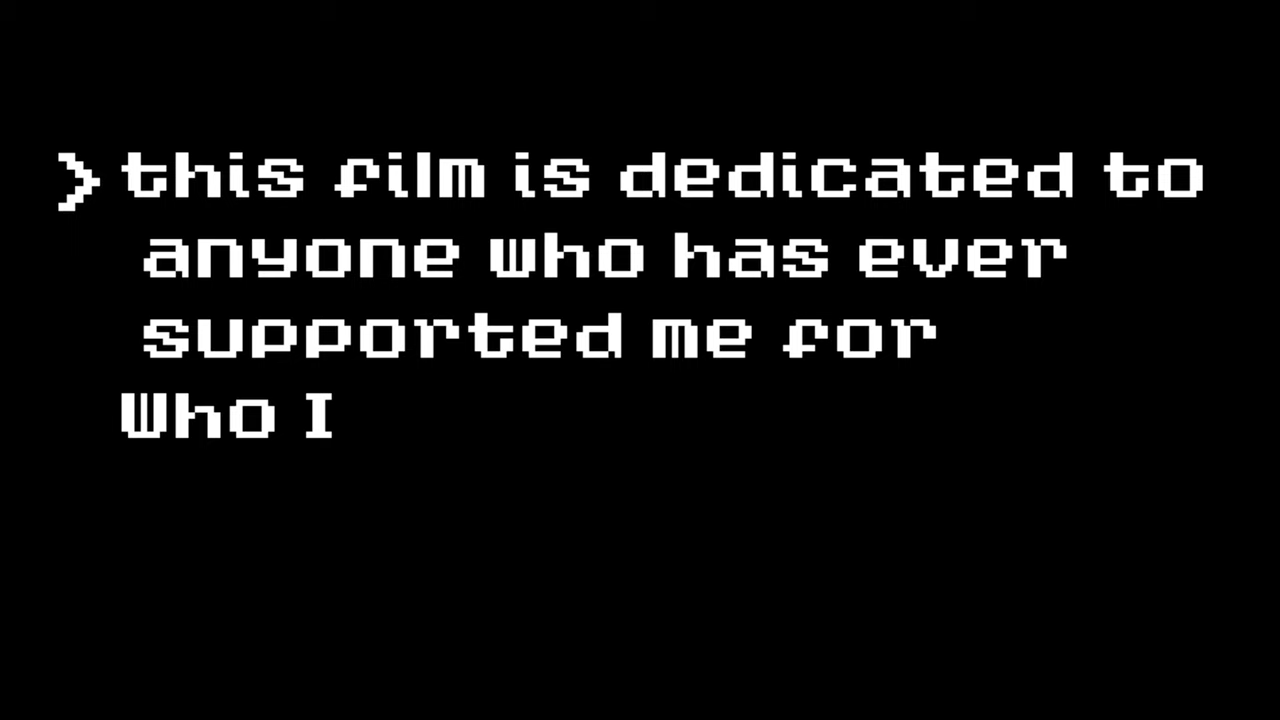 > this film is dedicated to
anyone who has ever
supported me for
Who I